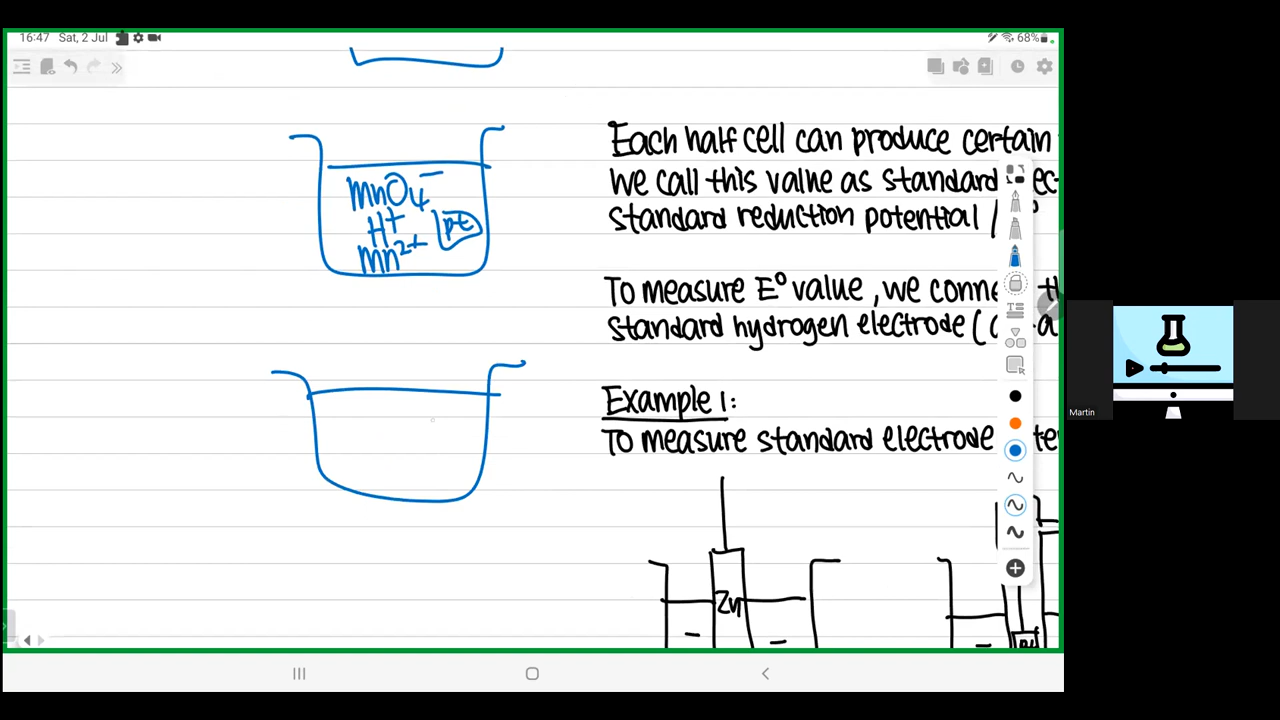 16:47 Sat, 2 Jul
68%
MnO4⁻
H⁺
Mn²⁺
pt
Each half cell can produce certain
We call this value as standard
standard reduction potential /
To measure E⁰ value, we
standard hydrogen electrode (
Example 1:
To measure standard electrode
Zn
Martin